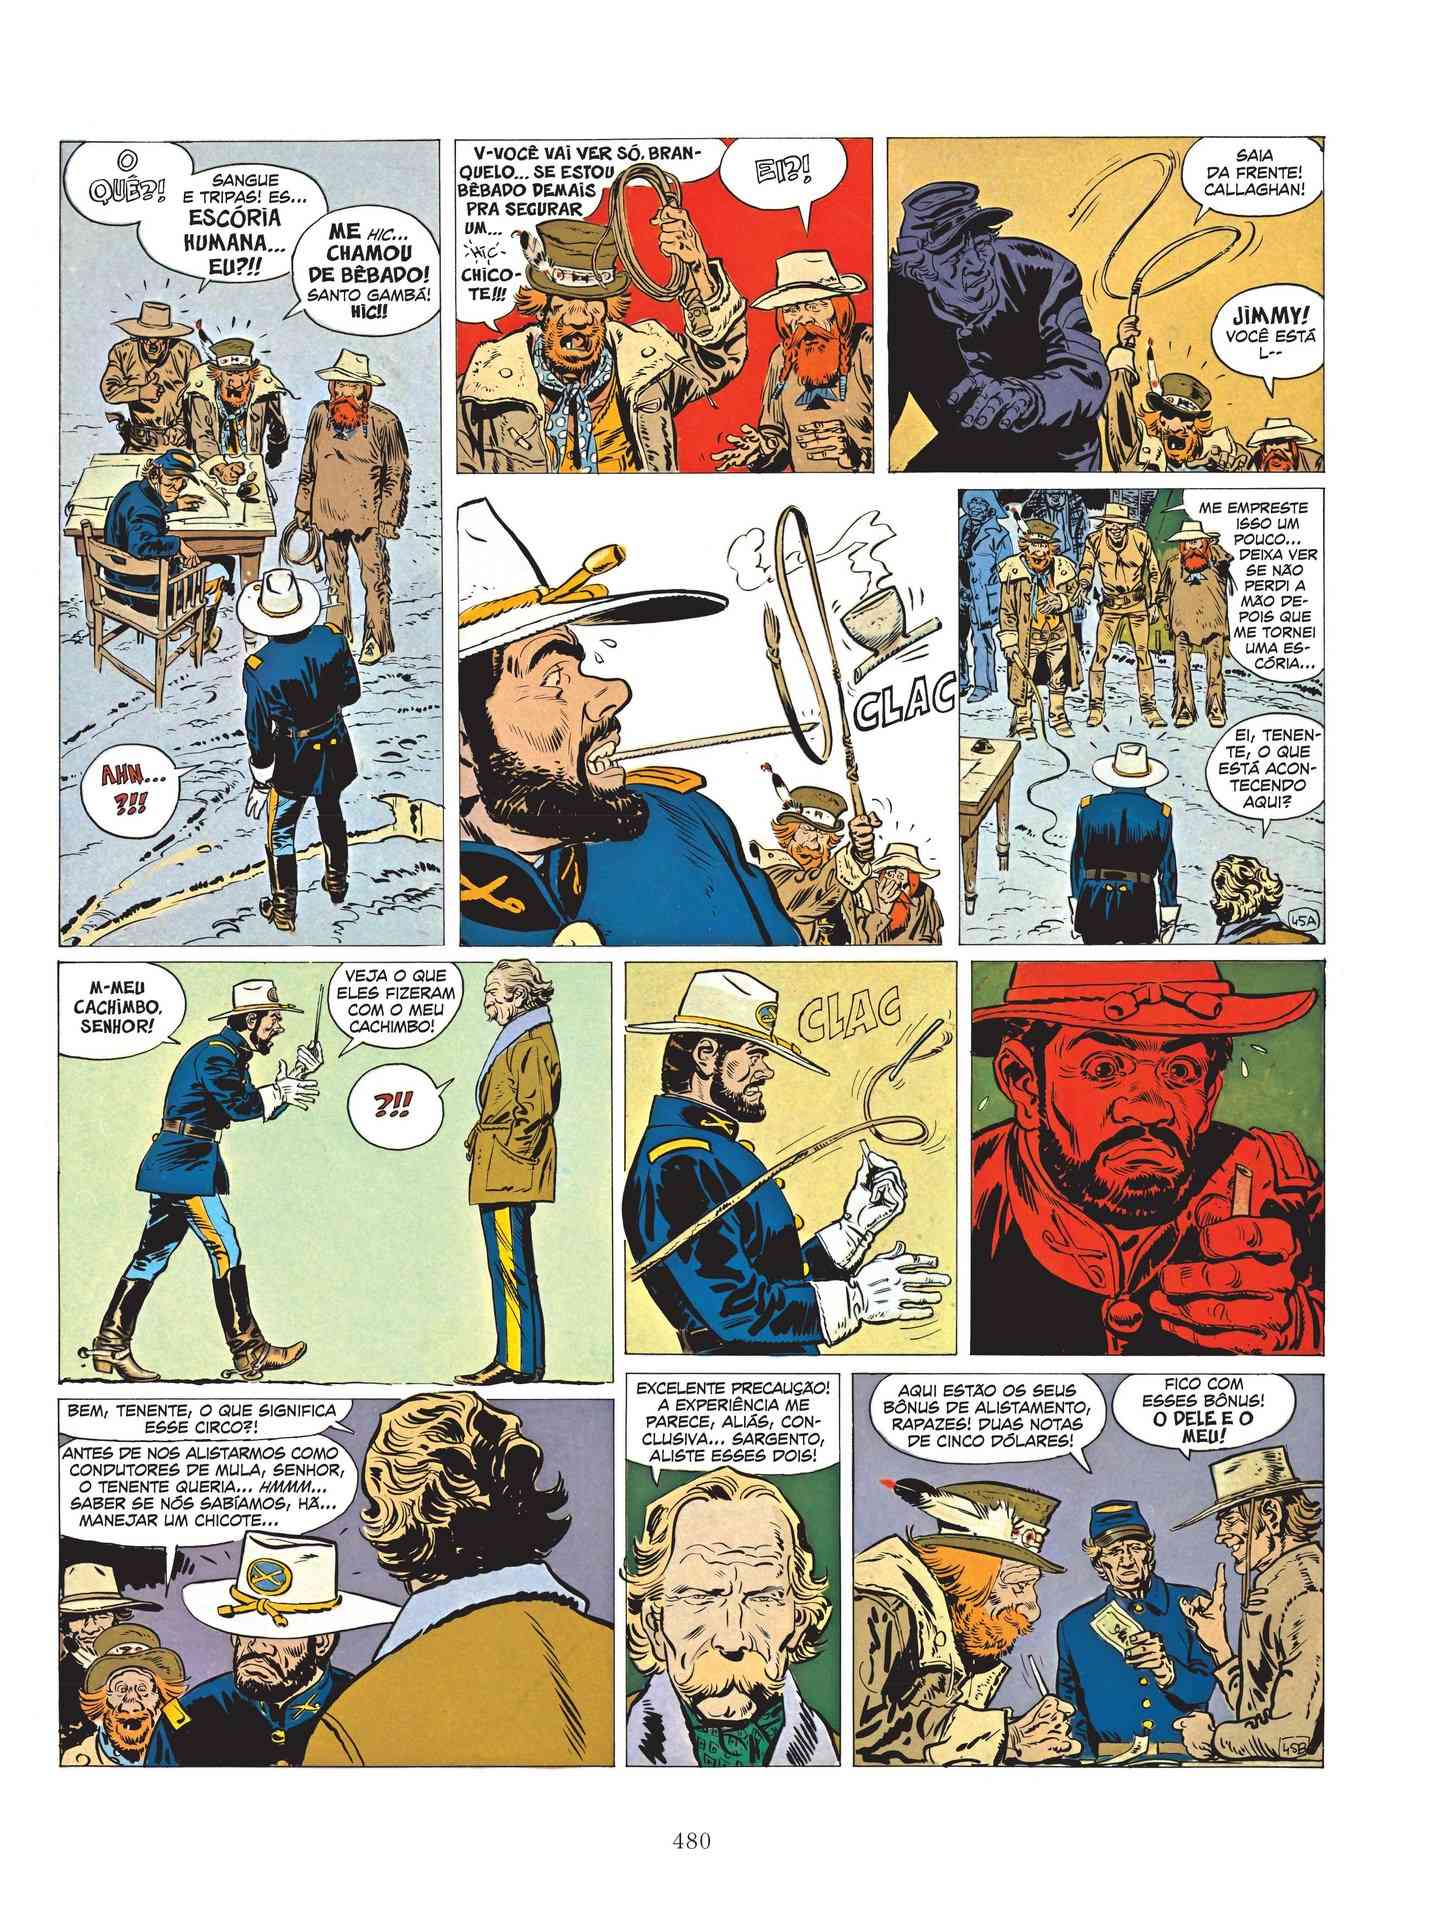 O
QUÊ?!
SANGUE
E TRIPAS! ES...
ESCÓRIA
HUMANA...
EU?!!
ME HIC...
CHAMOU
DE BÊBADO!
SANTO GAMBÁ!
HIC!!
AHN...
?!!
V-VOCÊ VAI VER SÓ, BRAN-
QUELO... SE ESTOU
BÊBADO DEMAIS
PRA SEGURAR
UM...
HIC
CHICO-
TE!!!
EI?!
SAIA
DA FRENTE!
CALLAGHAN!
JIMMY!
VOCÊ ESTÁ
L--
CLAC
ME EMPRESTE
ISSO UM
POUCO...
DEIXA VER
SE NÃO
PERDI A
MÃO DE-
POIS QUE
ME TORNEI
UMA ES-
CÓRIA...
EI, TENEN-
TE, O QUE
ESTÁ ACON-
TECENDO
AQUI?
45A
M-MEU
CACHIMBO,
SENHOR!
VEJA O QUE
ELES FIZERAM
COM O MEU
CACHIMBO!
?!!
CLAC
BEM, TENENTE, O QUE SIGNIFICA
ESSE CIRCO?!
ANTES DE NOS ALISTARMOS COMO
CONDUTORES DE MULA, SENHOR,
O TENENTE QUERIA... HMMM...
SABER SE NÓS SABÍAMOS, HÃ...
MANEJAR UM CHICOTE...
EXCELENTE PRECAUÇÃO!
A EXPERIÊNCIA ME
PARECE, ALIÁS, CON-
CLUSIVA... SARGENTO,
ALISTE ESSES DOIS!
AQUI ESTÃO OS SEUS
BÔNUS DE ALISTAMENTO,
RAPAZES! DUAS NOTAS
DE CINCO DÓLARES!
FICO COM
ESSES BÔNUS!
O DELE E O
MEU!
45B
480